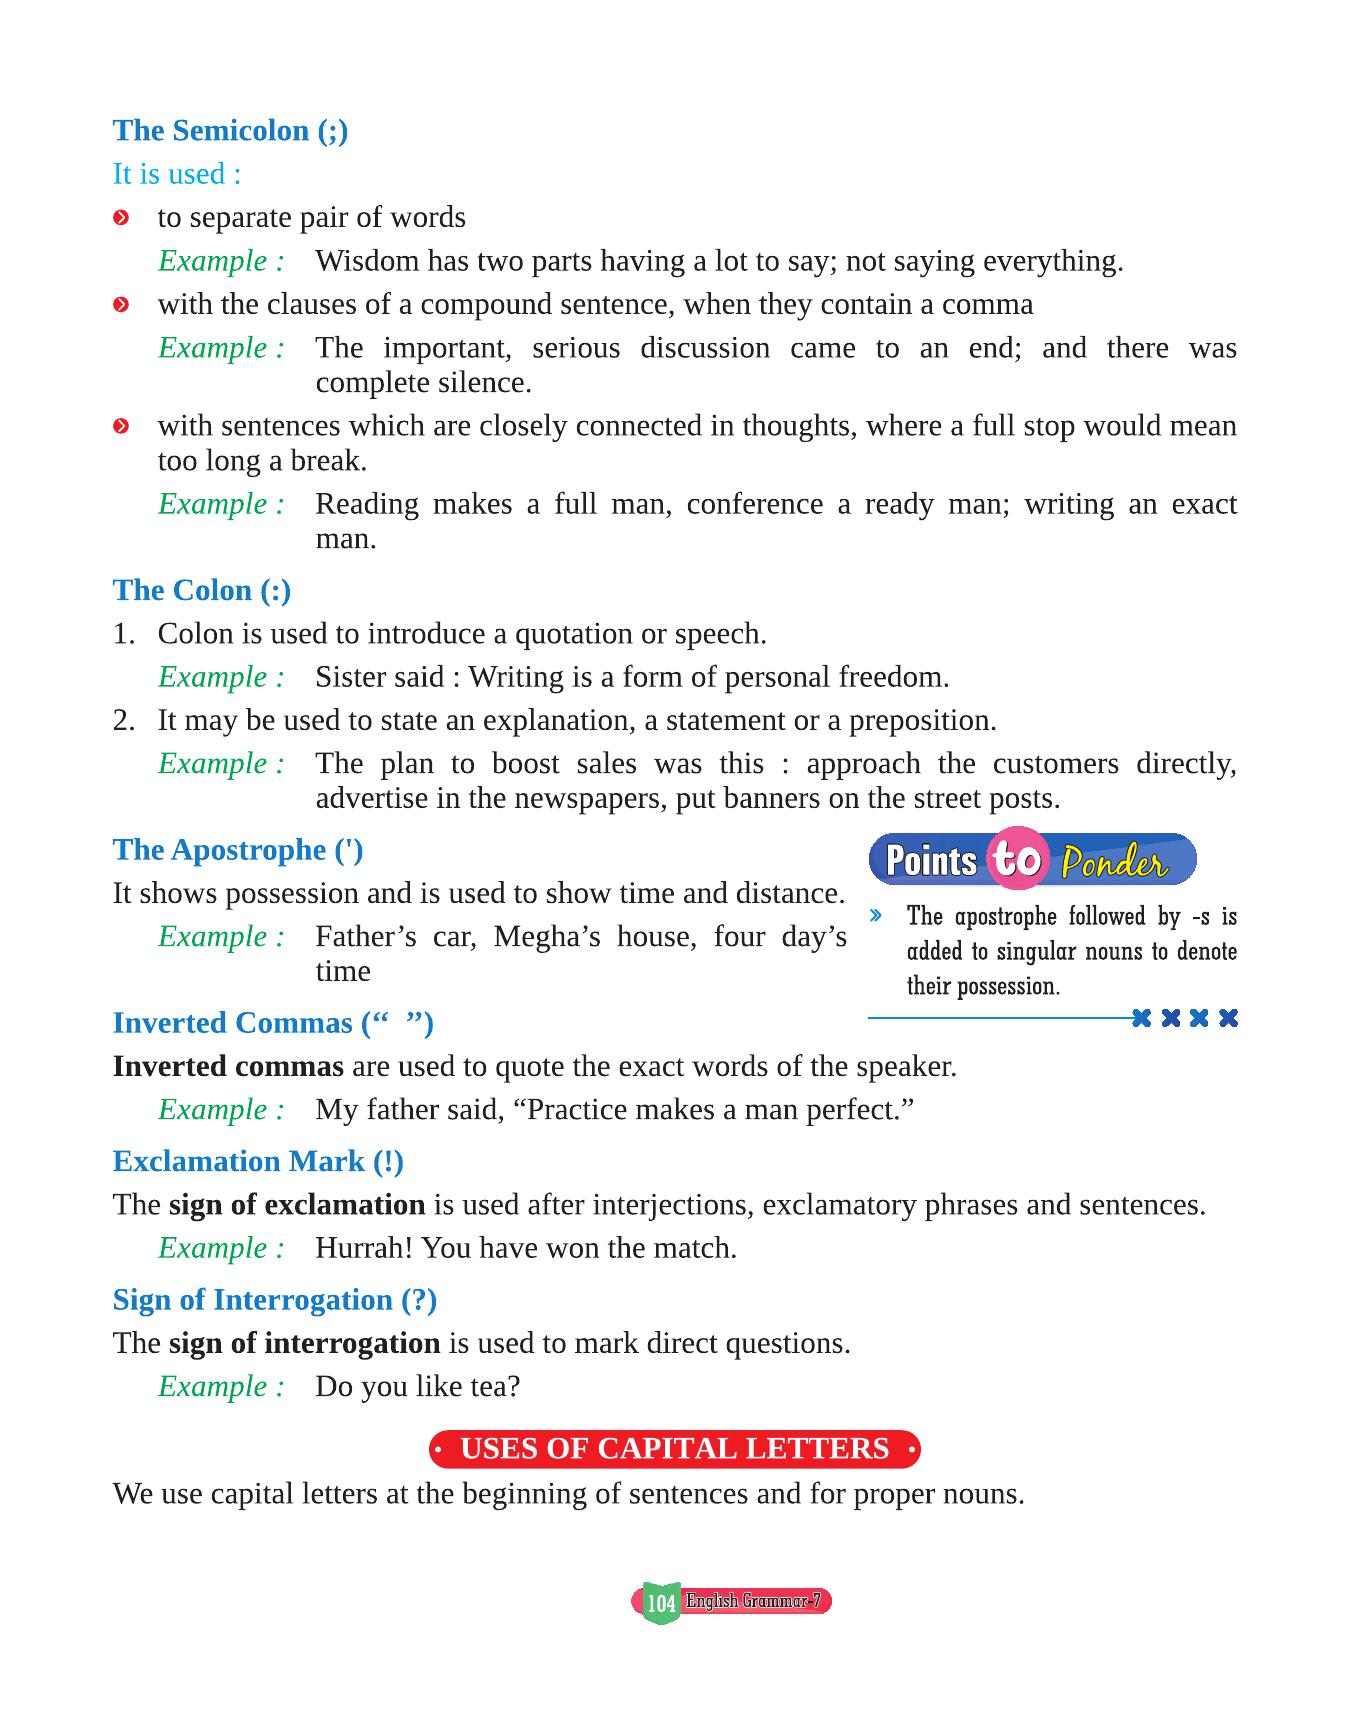 The Semicolon (;)
It is used :
to separate pair of words
Example : Wisdom has two parts having a lot to say; not saying everything.
with the clauses of a compound sentence, when they contain a comma
Example : The important, serious discussion came to an end; and there was
complete silence.
with sentences which are closely connected in thoughts, where a full stop would mean
too long a break.
Example : Reading makes a full man, conference a ready man; writing an exact
man.
The Colon (:)
1. Colon is used to introduce a quotation or speech.
Example : Sister said : Writing is a form of personal freedom.
2. It may be used to state an explanation, a statement or a preposition.
Example : The plan to boost sales was this : approach the customers directly,
advertise in the newspapers, put banners on the street posts.
The Apostrophe (')
It shows possession and is used to show time and distance.
Example : Father’s car, Megha’s house, four day’s
time
Points to Ponder
» The apostrophe followed by -s is
added to singular nouns to denote
their possession.
Inverted Commas (“ ”)
Inverted commas are used to quote the exact words of the speaker.
Example : My father said, “Practice makes a man perfect.”
Exclamation Mark (!)
The sign of exclamation is used after interjections, exclamatory phrases and sentences.
Example : Hurrah! You have won the match.
Sign of Interrogation (?)
The sign of interrogation is used to mark direct questions.
Example : Do you like tea?
USES OF CAPITAL LETTERS
We use capital letters at the beginning of sentences and for proper nouns.
104 English Grammar-7